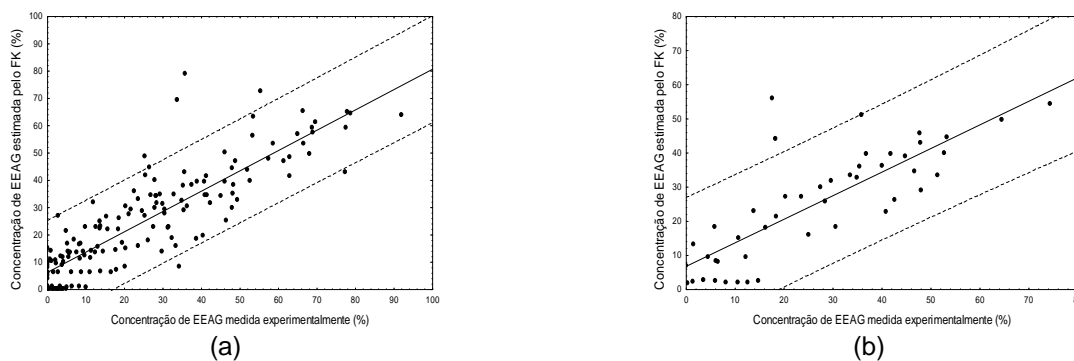 Concentração de EEAG estimada pelo FK (%)
100
90
80
70
60
50
40
30
20
10
0
0 10 20 30 40 50 60 70 80 90 100
Concentração de EEAG medida experimentalmente (%)
(a)
Concentração de EEAG estimada pelo FK (%)
80
70
60
50
40
30
20
10
0
0 10 20 30 40 50 60 70 8
Concentração de EEAG medida experimentalmente (%)
(b)